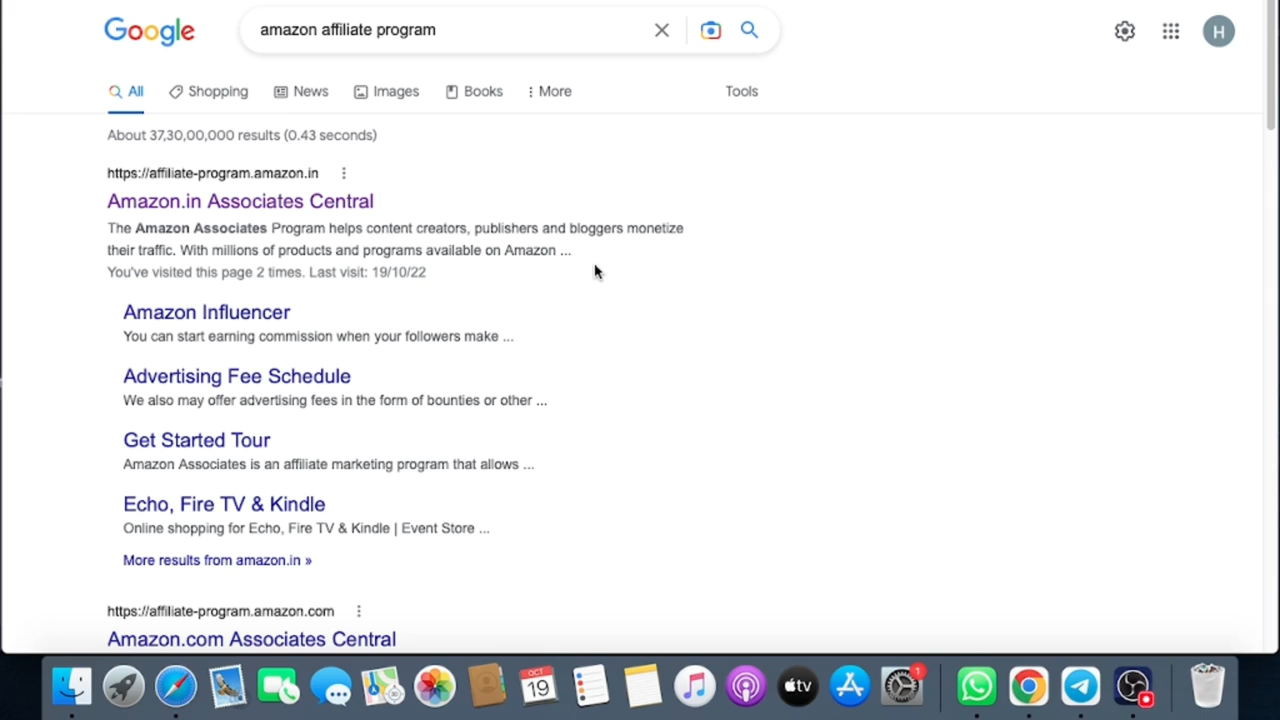 Google
amazon affiliate program
H
All
Shopping
News
Images
Books
More
Tools
About 37,30,00,000 results (0.43 seconds)
https://affiliate-program.amazon.in
Amazon.in Associates Central
The Amazon Associates Program helps content creators, publishers and bloggers monetize
their traffic. With millions of products and programs available on Amazon ...
You've visited this page 2 times. Last visit: 19/10/22
Amazon Influencer
You can start earning commission when your followers make ...
Advertising Fee Schedule
We also may offer advertising fees in the form of bounties or other ...
Get Started Tour
Amazon Associates is an affiliate marketing program that allows ...
Echo, Fire TV & Kindle
Online shopping for Echo, Fire TV & Kindle | Event Store ...
More results from amazon.in »
https://affiliate-program.amazon.com
Amazon.com Associates Central
OCT
19
tv
1